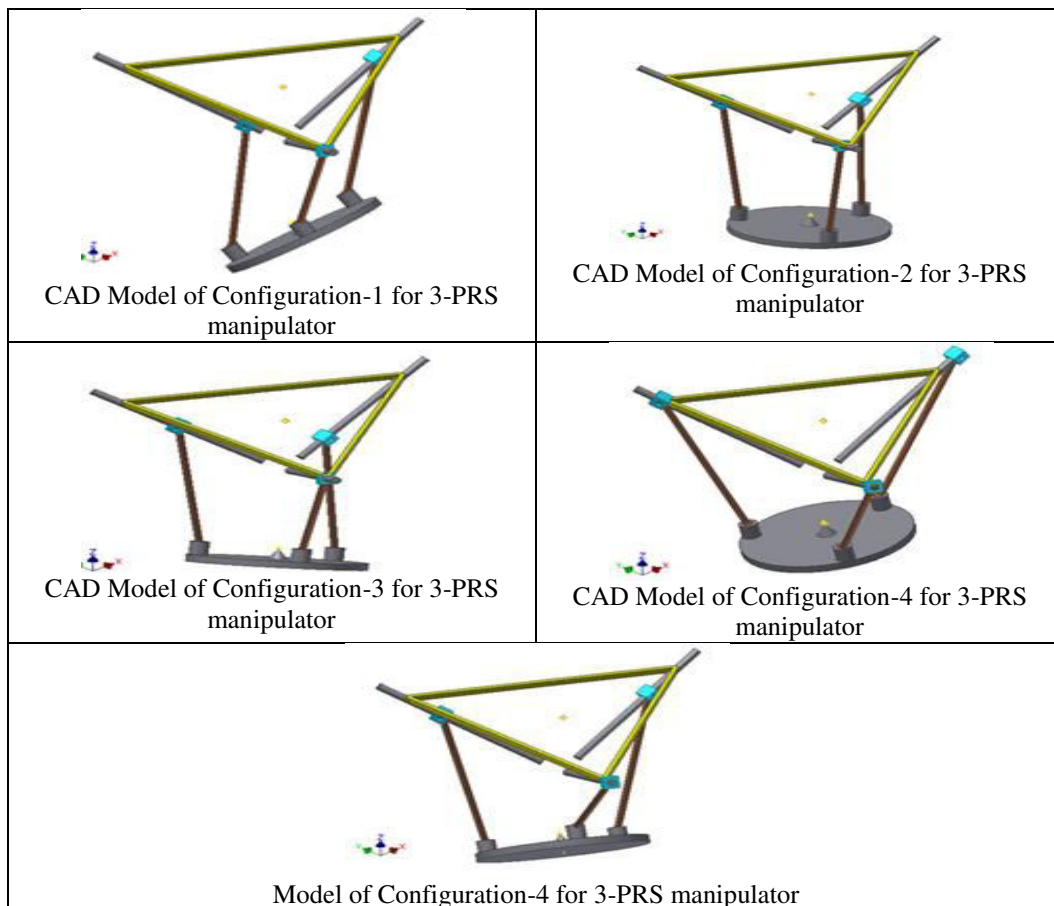 CAD Model of Configuration-1 for 3-PRS
manipulator
CAD Model of Configuration-2 for 3-PRS
manipulator
CAD Model of Configuration-3 for 3-PRS
manipulator
CAD Model of Configuration-4 for 3-PRS
manipulator
Model of Configuration-4 for 3-PRS manipulator